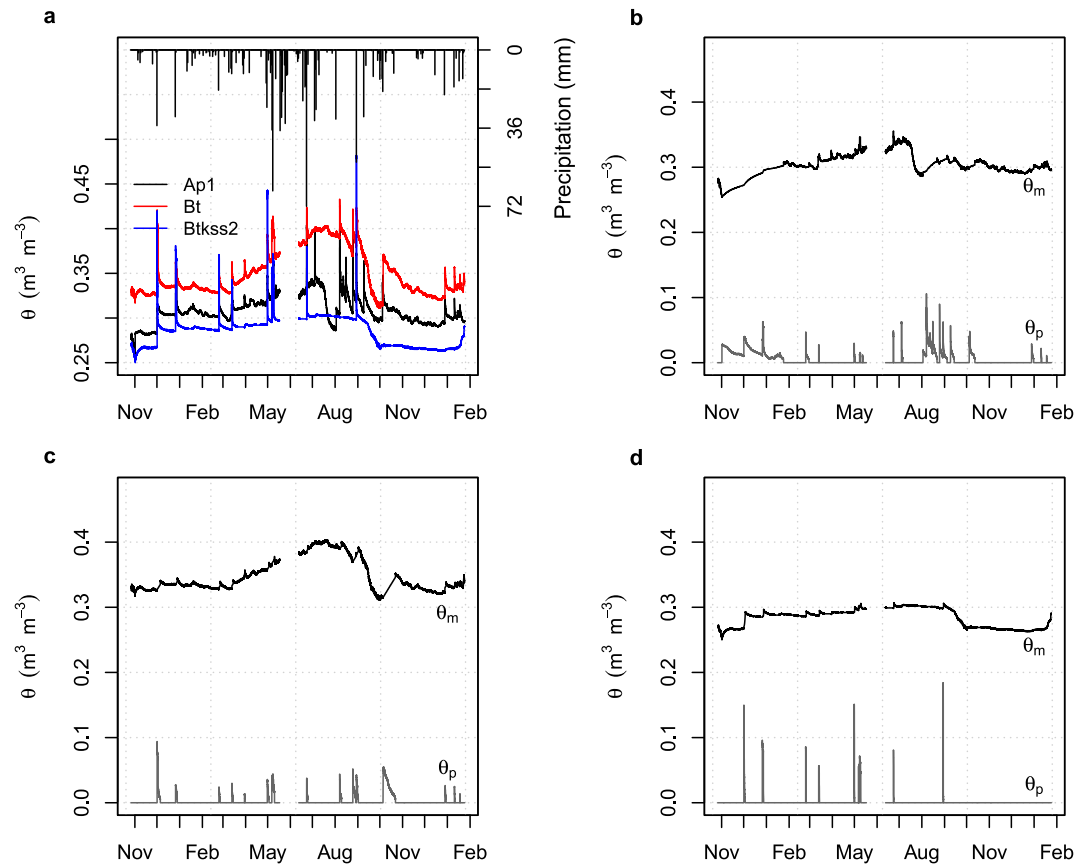 a
0
36
72
Precipitation (mm)
Ap1
Bt
Btkss2
0.25 0.35 0.45
θ (m³ m⁻³)
Nov Feb May Aug Nov Feb
b
0.0 0.1 0.2 0.3 0.4
θ (m³ m⁻³)
θm
θp
Nov Feb May Aug Nov Feb
c
0.0 0.1 0.2 0.3 0.4
θ (m³ m⁻³)
θm
θp
Nov Feb May Aug Nov Feb
d
0.0 0.1 0.2 0.3 0.4
θ (m³ m⁻³)
θm
θp
Nov Feb May Aug Nov Feb